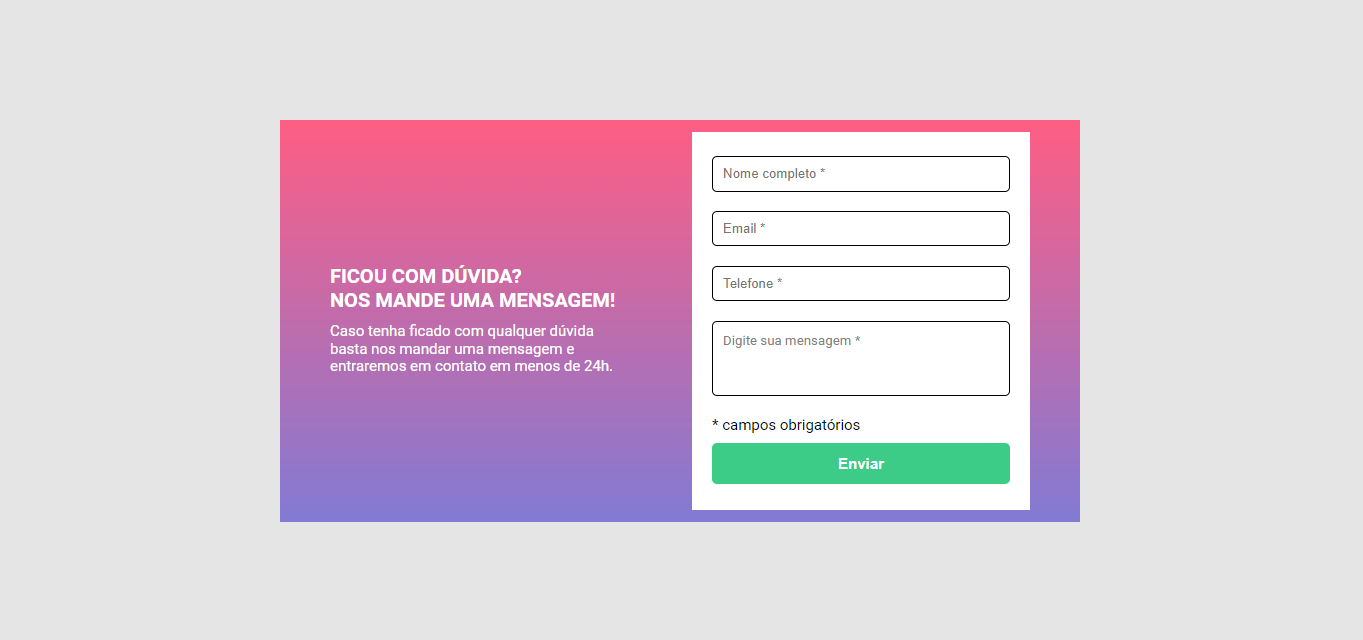 FICOU COM DÚVIDA?
NOS MANDE UMA MENSAGEM!
Caso tenha ficado com qualquer dúvida
basta nos mandar uma mensagem e
entraremos em contato em menos de 24h.
Nome completo *
Email *
Telefone *
Digite sua mensagem *
* campos obrigatórios
Enviar